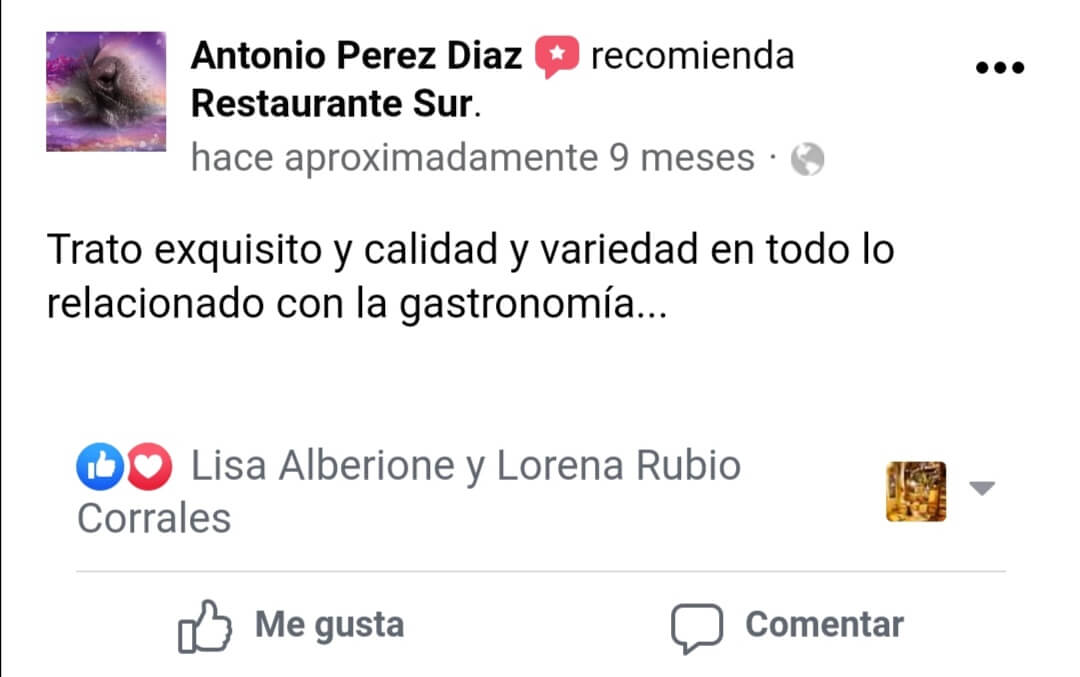 Antonio Perez Diaz recomienda
Restaurante Sur.
hace aproximadamente 9 meses ·
Trato exquisito y calidad y variedad en todo lo
relacionado con la gastronomía...
Lisa Alberione y Lorena Rubio
Corrales
Me gusta
Comentar